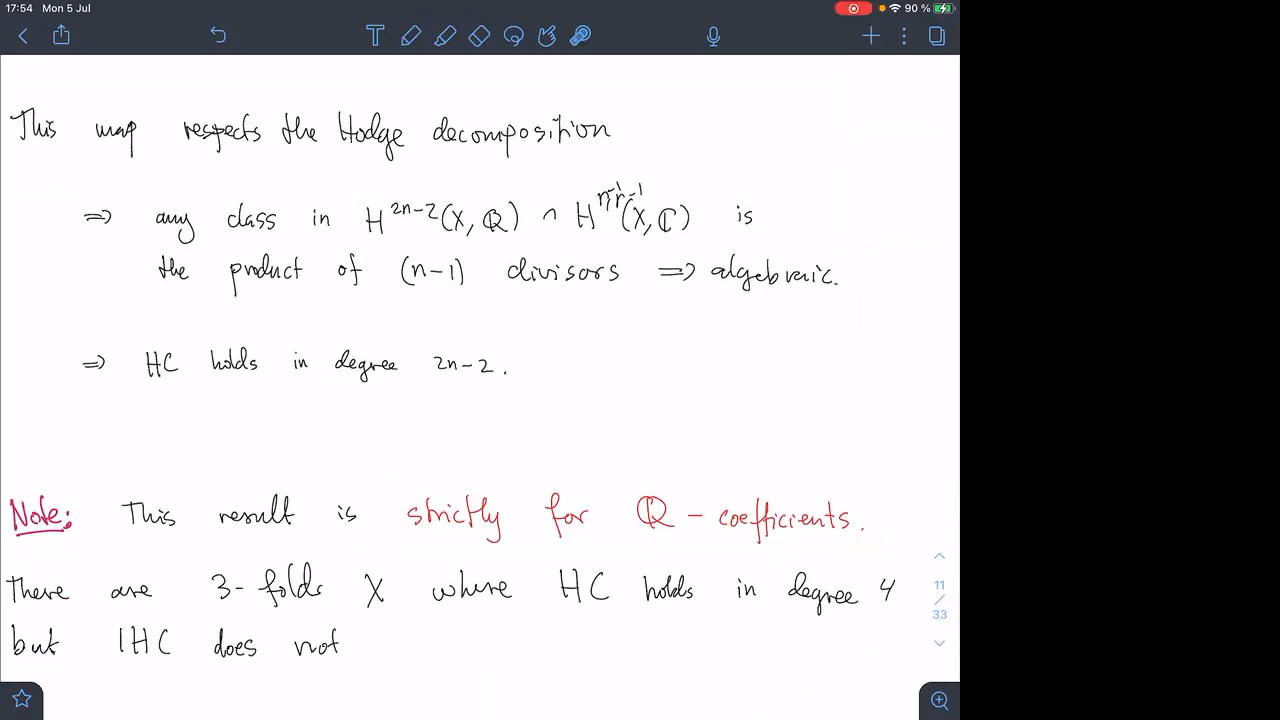 17:54 Mon 5 Jul 90 %
This map respects the Hodge decomposition
⇒ any class in H^{2n-2}(X, ℚ) ∩ H^{n-1,n-1}(X, ℂ) is
the product of (n-1) divisors ⇒ algebraic.
⇒ HC holds in degree 2n-2.
Note: This result is strictly for ℚ - coefficients.
There are 3-folds X where HC holds in degree 4
but IHC does not
11
/
33